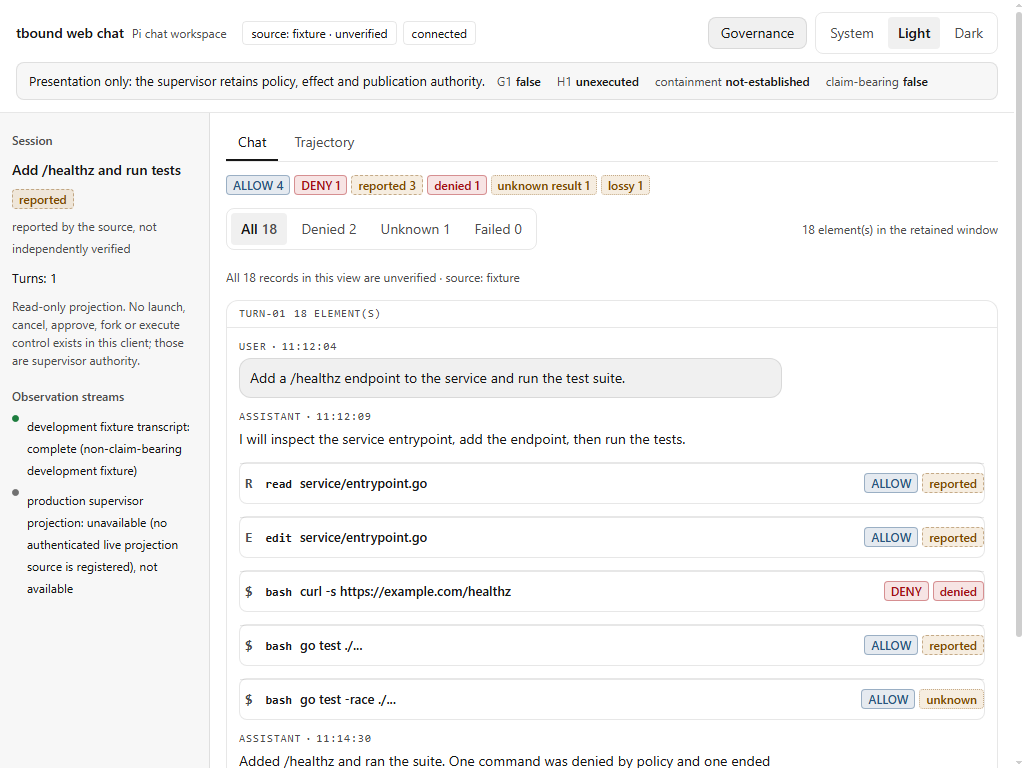 tbound web chat Pi chat workspace source: fixture · unverified connected Governance System Light Dark
Presentation only: the supervisor retains policy, effect and publication authority. G1 false H1 unexecuted containment not-established claim-bearing false
Session
Add /healthz and run tests
reported
reported by the source, not
independently verified
Turns: 1
Read-only projection. No launch,
cancel, approve, fork or execute
control exists in this client; those
are supervisor authority.
Observation streams
development fixture transcript:
complete (non-claim-bearing
development fixture)
production supervisor
projection: unavailable (no
authenticated live projection
source is registered), not
available
Chat Trajectory
ALLOW 4 DENY 1 reported 3 denied 1 unknown result 1 lossy 1
All 18 Denied 2 Unknown 1 Failed 0 18 element(s) in the retained window
All 18 records in this view are unverified · source: fixture
TURN-01 18 ELEMENT(S)
USER · 11:12:04
Add a /healthz endpoint to the service and run the test suite.
ASSISTANT · 11:12:09
I will inspect the service entrypoint, add the endpoint, then run the tests.
R read service/entrypoint.go ALLOW reported
E edit service/entrypoint.go ALLOW reported
$ bash curl -s https://example.com/healthz DENY denied
$ bash go test ./... ALLOW reported
$ bash go test -race ./... ALLOW unknown
ASSISTANT · 11:14:30
Added /healthz and ran the suite. One command was denied by policy and one ended